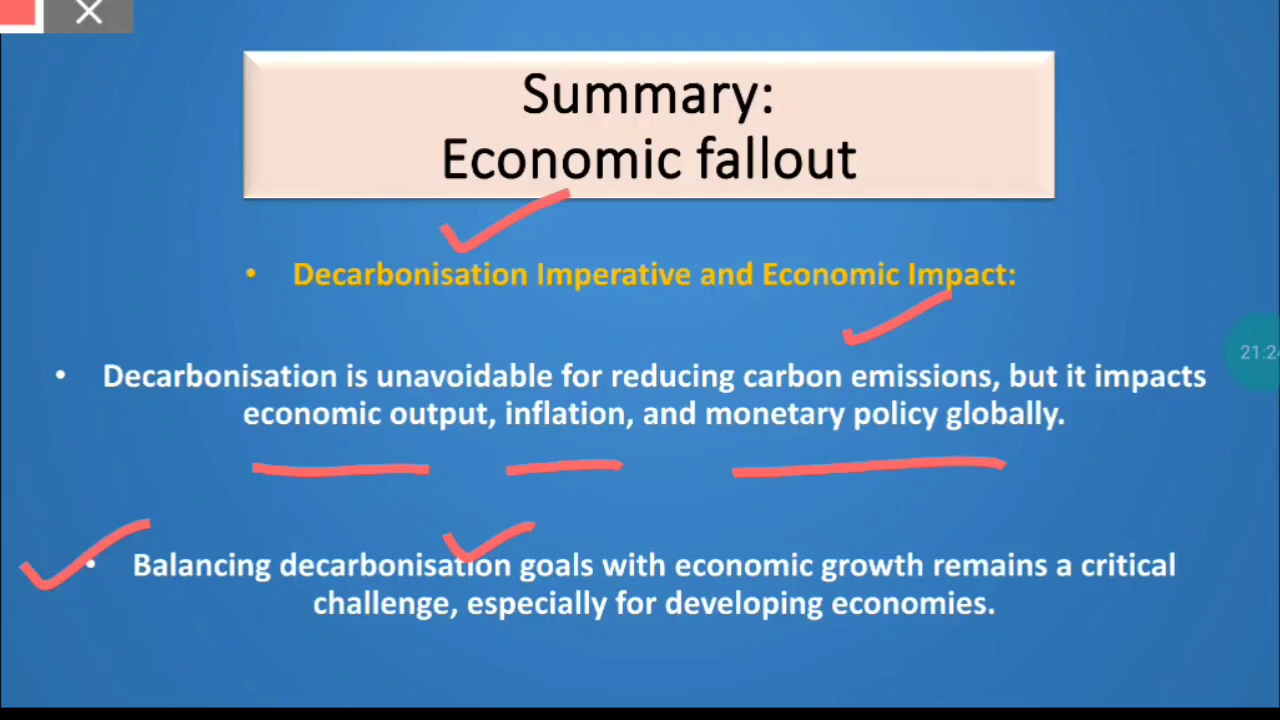 Summary:
Economic fallout
• Decarbonisation Imperative and Economic Impact:
• Decarbonisation is unavoidable for reducing carbon emissions, but it impacts
economic output, inflation, and monetary policy globally.
• Balancing decarbonisation goals with economic growth remains a critical
challenge, especially for developing economies.